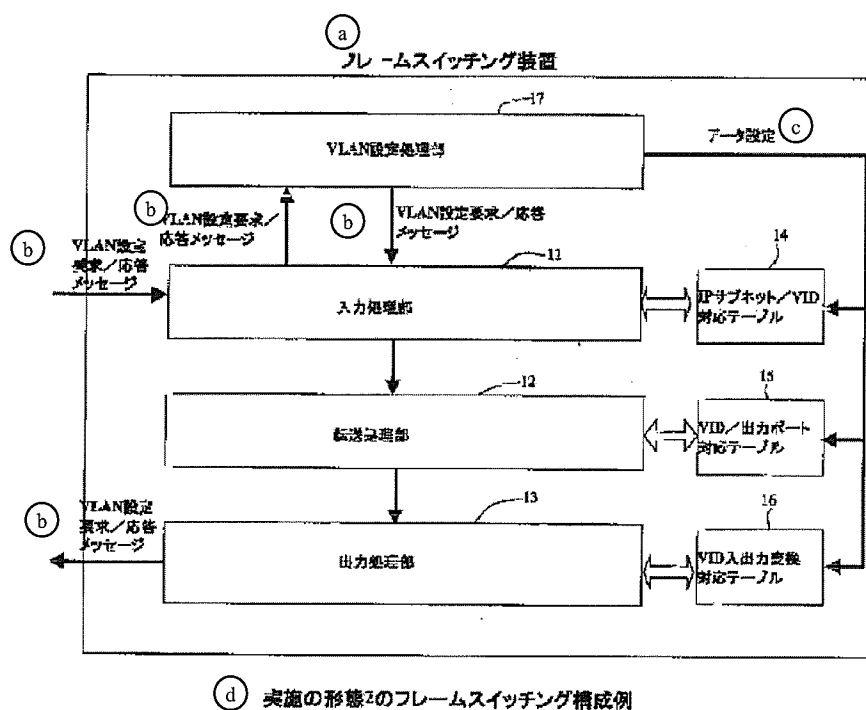 a
フレームスイッチング装置
17
VLAN設定処理部
データ設定
c
b
VLAN設定要求／
応答メッセージ
b
VLAN設定要求／応答
メッセージ
b
VLAN設定
要求／応答
メッセージ
11
入力処理部
14
IPサブネット／VID
対応テーブル
12
転送処理部
15
VID／出力ポート
対応テーブル
b
VLAN設定
要求／応答
メッセージ
13
出力処理部
16
VID入出力変換
対応テーブル
d
実施の形態2のフレームスイッチング構成例